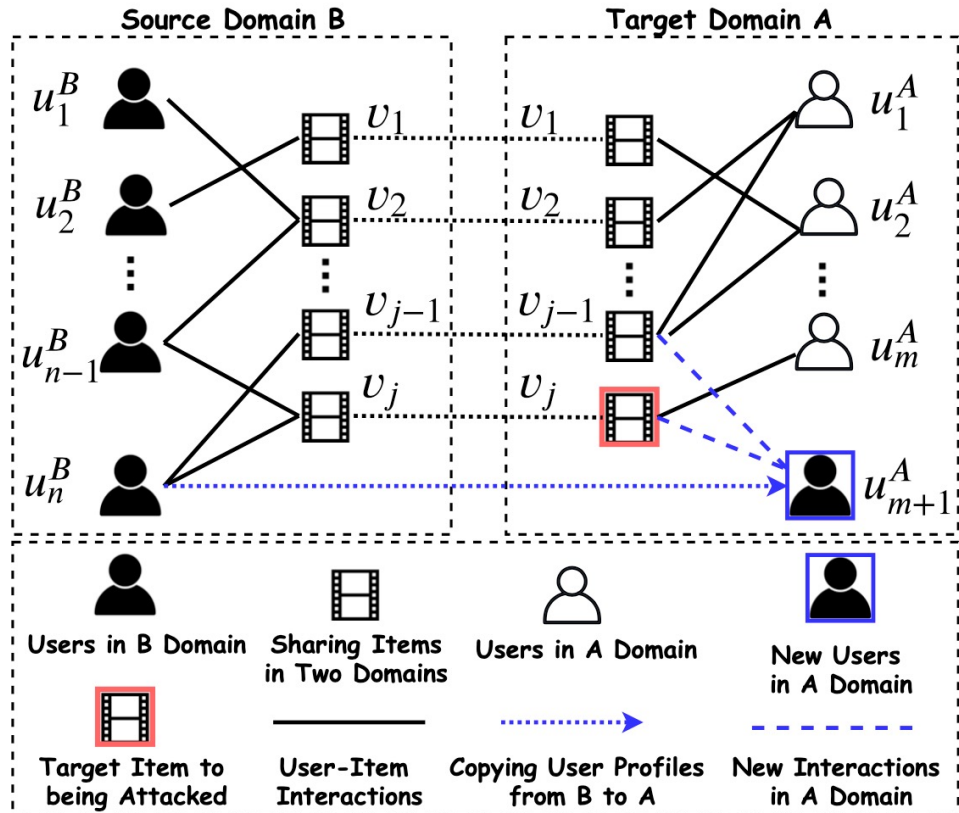 Source Domain B
Target Domain A
u_1^B
v_1
v_1
u_1^A
u_2^B
v_2
v_2
u_2^A
u_{n-1}^B
v_{j-1}
v_{j-1}
u_m^A
v_j
v_j
u_n^B
u_{m+1}^A
Users in B Domain
Sharing Items
in Two Domains
Users in A Domain
New Users
in A Domain
Target Item to
being Attacked
User-Item
Interactions
Copying User Profiles
from B to A
New Interactions
in A Domain